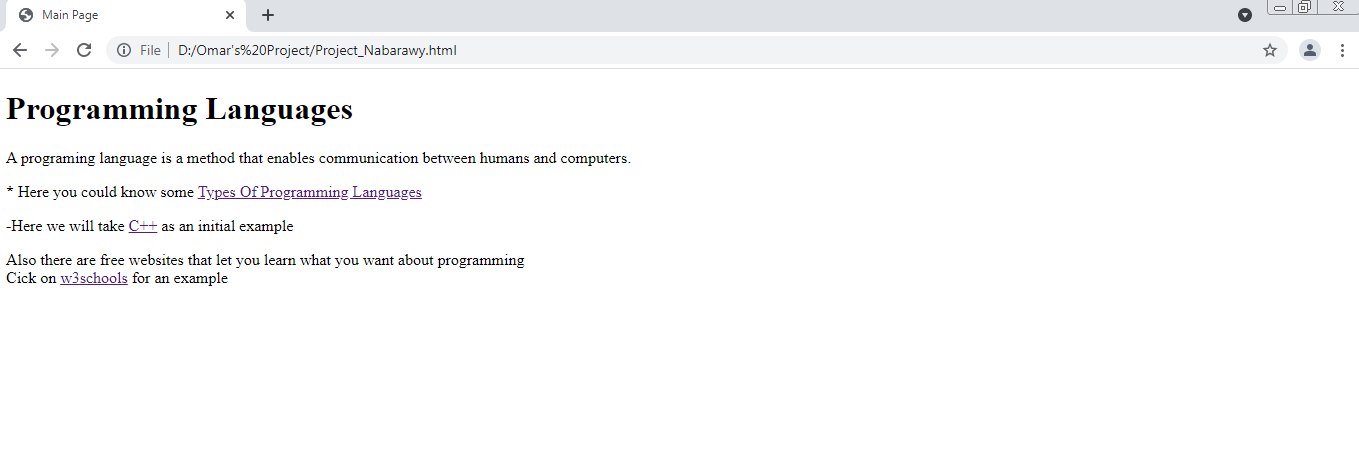 Main Page
File D:/Omar's%20Project/Project_Nabarawy.html
Programming Languages
A programing language is a method that enables communication between humans and computers.
* Here you could know some Types Of Programming Languages
-Here we will take C++ as an initial example
Also there are free websites that let you learn what you want about programming
Cick on w3schools for an example